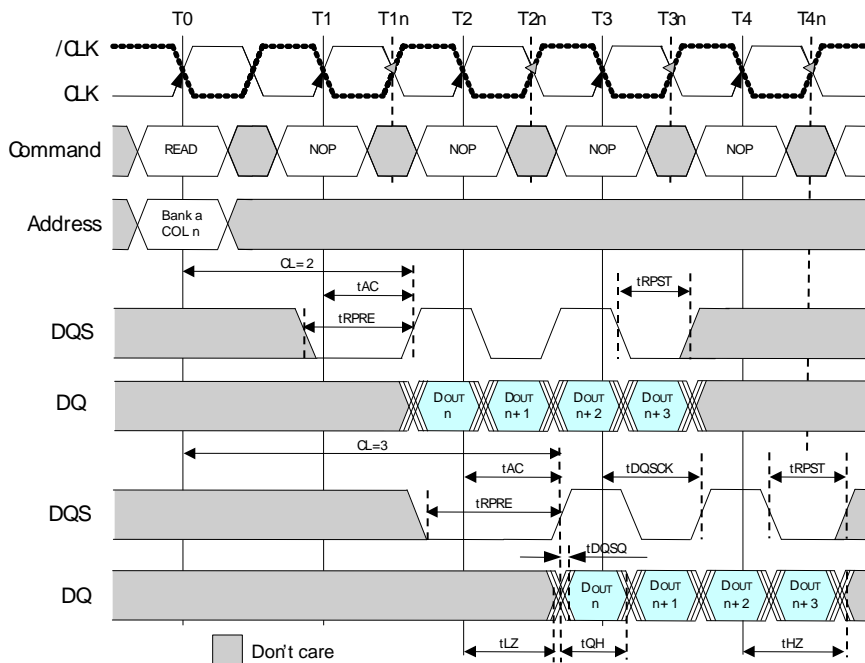 T0 T1 T1n T2 T2n T3 T3n T4 T4n
/CLK
CLK
Command READ NOP NOP NOP NOP
Address Bank a
COL n
CL=2
tAC
tRPRE
tRPST
DQS
DQ
DOUT
n
DOUT
n+1
DOUT
n+2
DOUT
n+3
CL=3
tAC
tDQSCK
tRPST
tRPRE
DQS
tDQSQ
DQ
DOUT
n
DOUT
n+1
DOUT
n+2
DOUT
n+3
tLZ
tQH
tHZ
Don't care